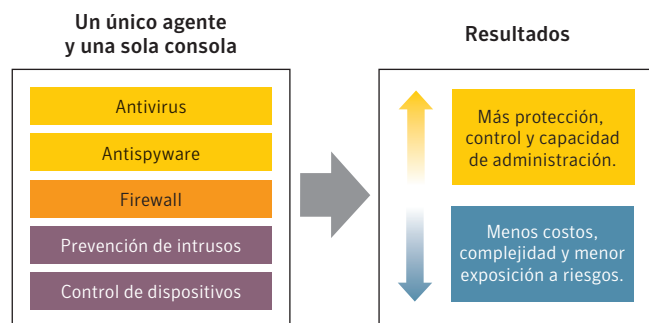 Un único agente
y una sola consola
Antivirus
Antispyware
Firewall
Prevención de intrusos
Control de dispositivos
Resultados
Más protección,
control y capacidad
de administración.
Menos costos,
complejidad y menor
exposición a riesgos.